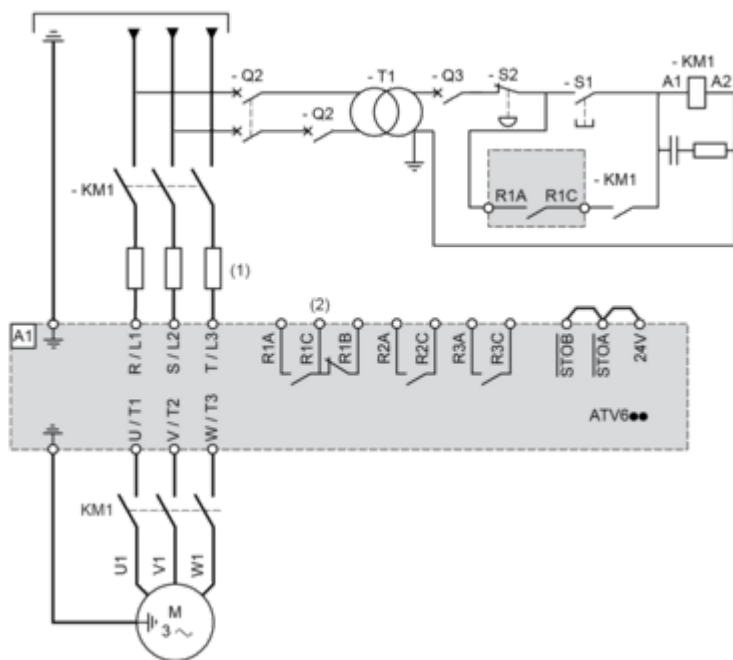 - Q2
- T1
- Q3
- S2
- S1
- KM1
A1
A2
- Q2
- KM1
R1A
R1C
- KM1
(1)
(2)
A1
R / L1
S / L2
T / L3
R1A
R1C
R1B
R2A
R2C
R3A
R3C
STOB
STOA
24V
U / T1
V / T2
W / T3
ATV6●●
KM1
U1
V1
W1
M
3 ~